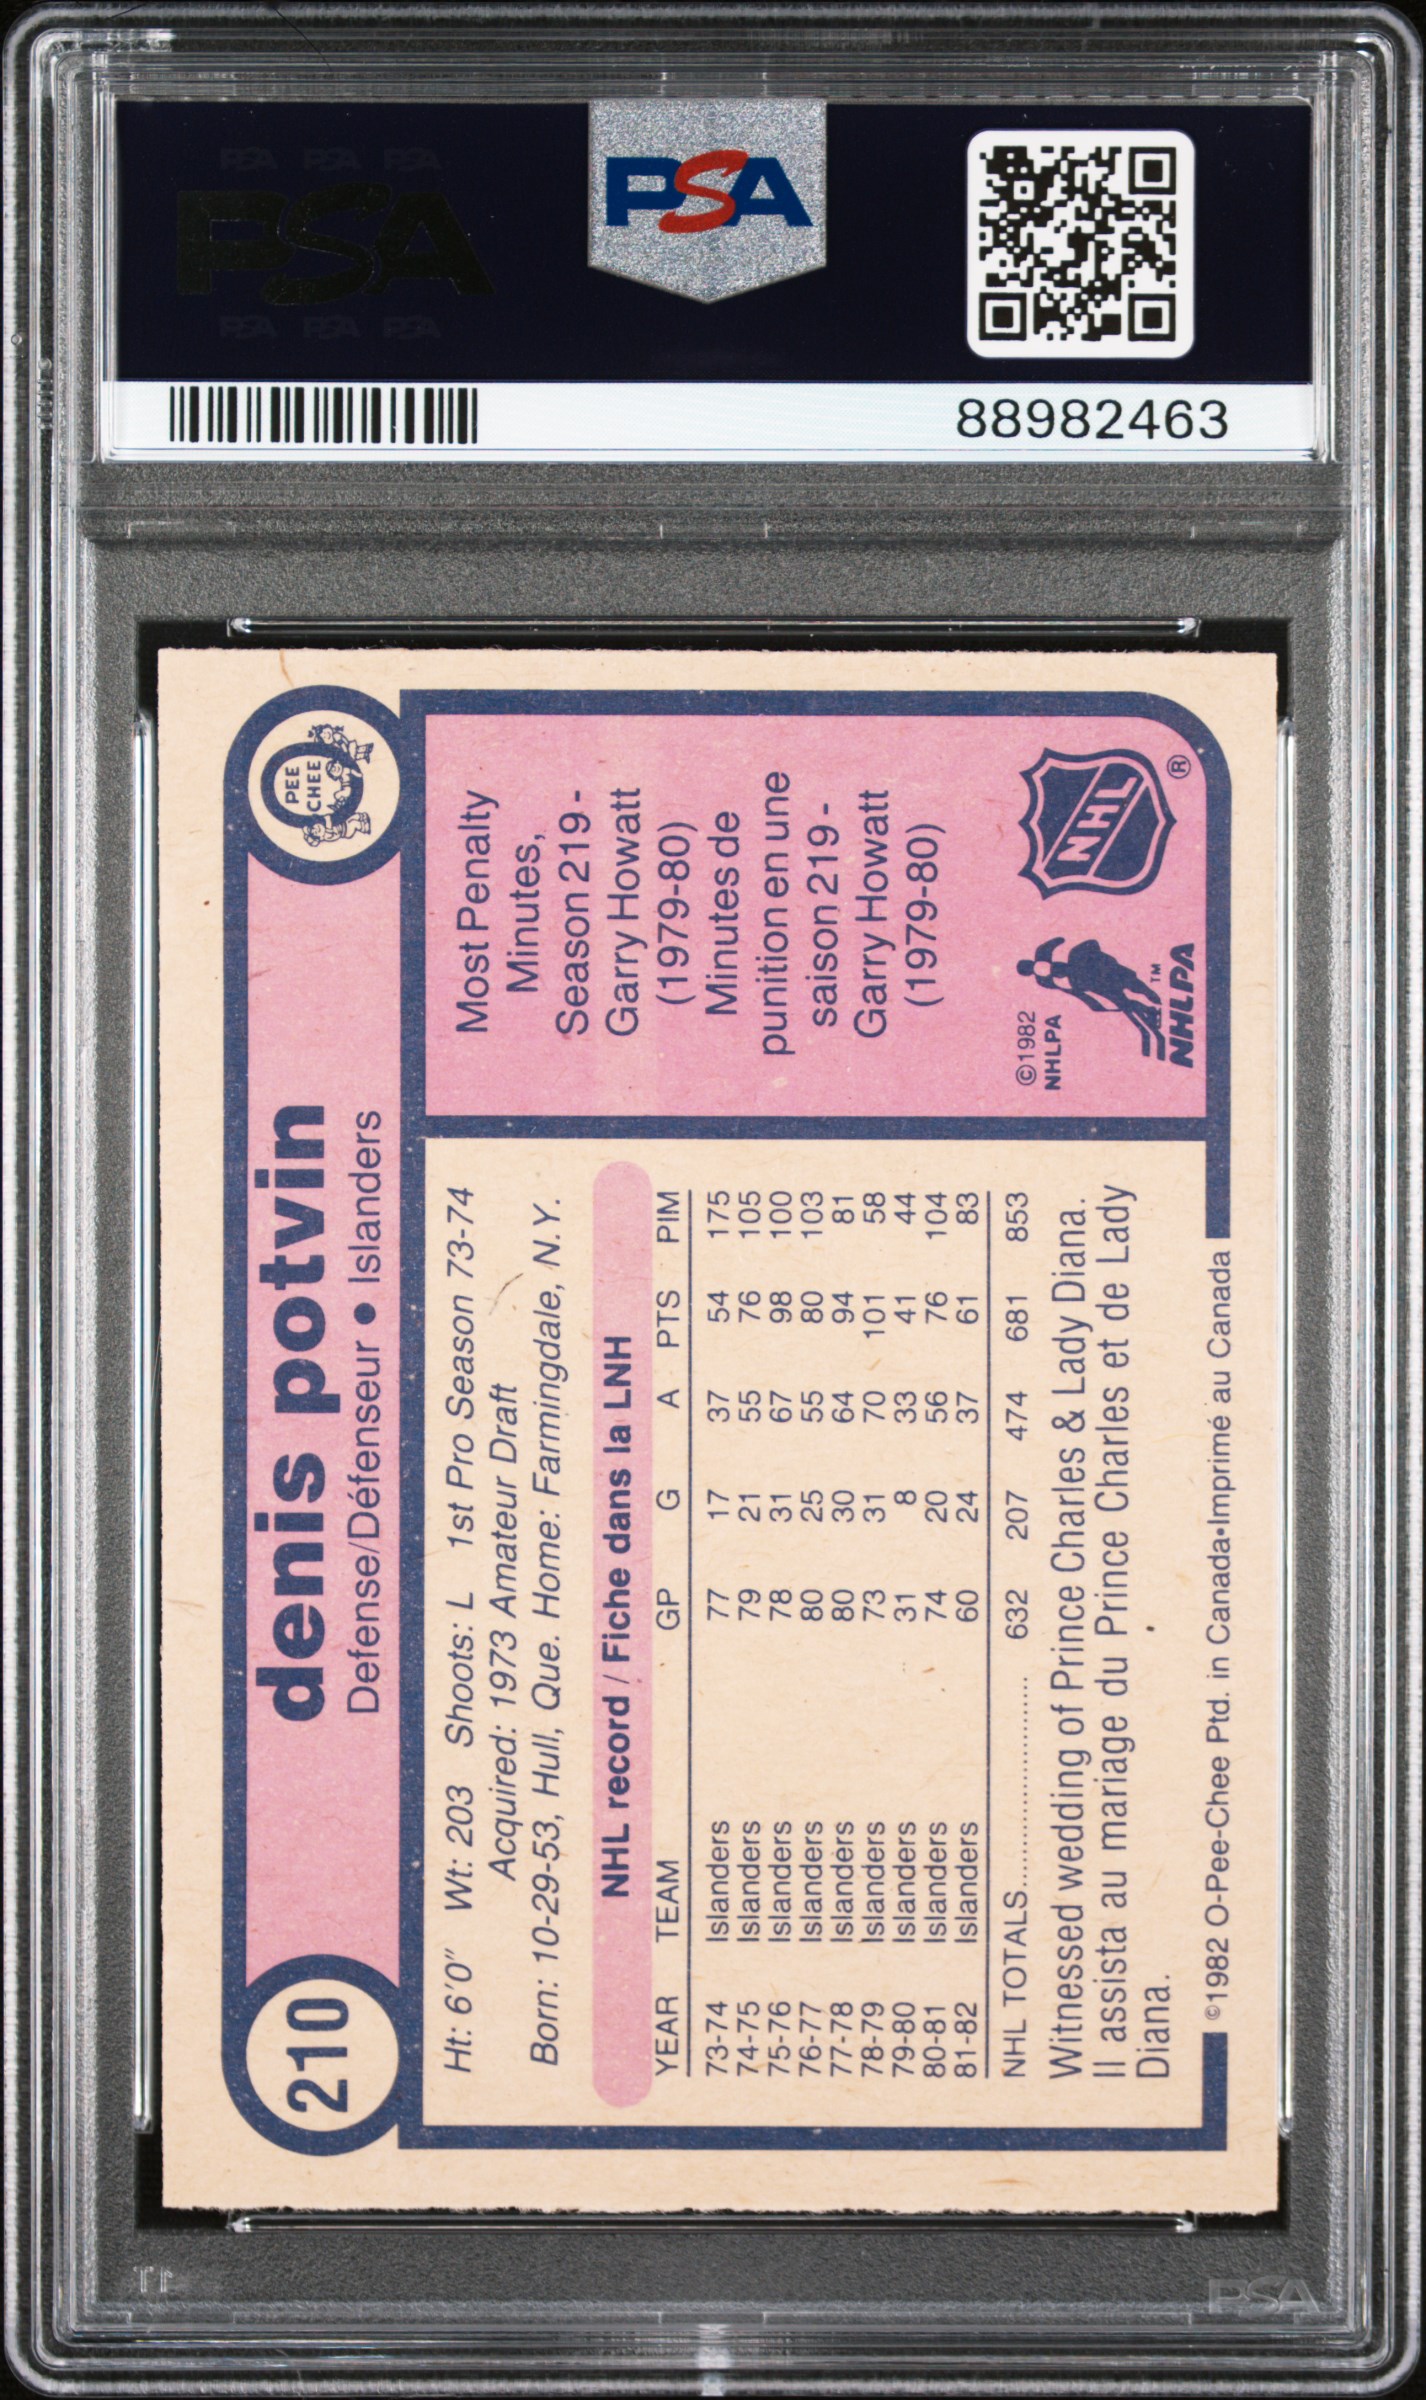 PSA PSA PSA
PSA
PSA PSA PSA
PSA
88982463
210
denis potvin
Defense/Défenseur • Islanders
O
PEE
CHEE
Ht: 6'0" Wt: 203 Shoots: L 1st Pro Season 73-74
Acquired: 1973 Amateur Draft
Born: 10-29-53, Hull, Que. Home: Farmingdale, N.Y.
NHL record / Fiche dans la LNH
YEAR TEAM GP G A PTS PIM
73-74 Islanders 77 17 37 54 175
74-75 Islanders 79 21 55 76 105
75-76 Islanders 78 31 67 98 100
76-77 Islanders 80 25 55 80 103
77-78 Islanders 80 30 64 94 81
78-79 Islanders 73 31 70 101 58
79-80 Islanders 31 8 33 41 44
80-81 Islanders 74 20 56 76 104
81-82 Islanders 60 24 37 61 83
NHL TOTALS.................... 632 207 474 681 853
Witnessed wedding of Prince Charles & Lady Diana.
Il assista au mariage du Prince Charles et de Lady
Diana.
©1982 O-Pee-Chee Ptd. in Canada•Imprimé au Canada
Most Penalty
Minutes,
Season 219 -
Garry Howatt
(1979-80)
Minutes de
punition en une
saison 219 -
Garry Howatt
(1979-80)
©1982
NHLPA
NHLPA TM
NHL ®
PSA